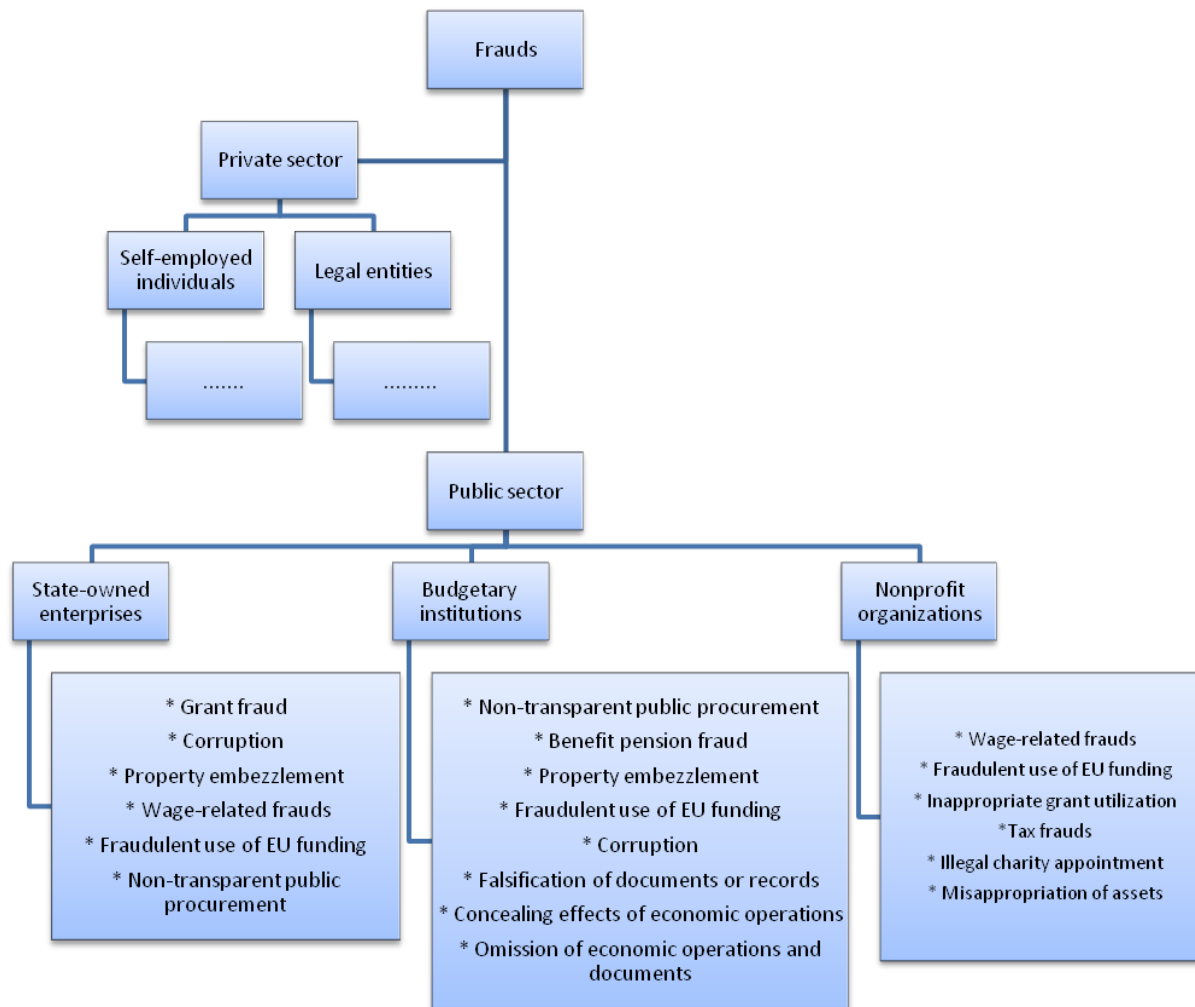 Frauds
Private sector
Self-employed
individuals
Legal entities
.......
.........
Public sector
State-owned
enterprises
Budgetary
institutions
Nonprofit
organizations
* Grant fraud
* Corruption
* Property embezzlement
* Wage-related frauds
* Fraudulent use of EU funding
* Non-transparent public
procurement
* Non-transparent public procurement
* Benefit pension fraud
* Property embezzlement
* Fraudulent use of EU funding
* Corruption
* Falsification of documents or records
* Concealing effects of economic operations
* Omission of economic operations and
documents
* Wage-related frauds
* Fraudulent use of EU funding
* Inappropriate grant utilization
*Tax frauds
* Illegal charity appointment
* Misappropriation of assets